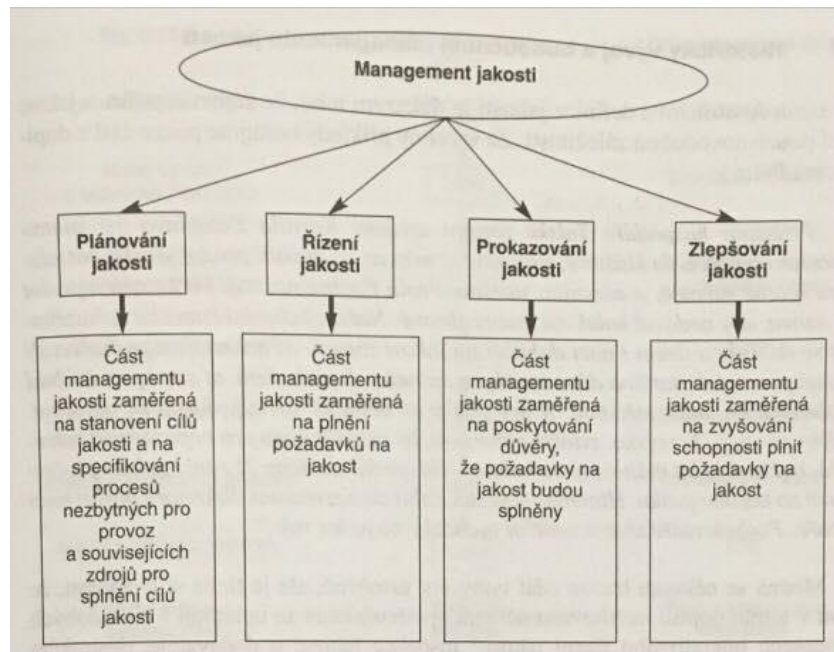 Management jakosti
Plánování
jakosti
Řízení
jakosti
Prokazování
jakosti
Zlepšování
jakosti
Část
managementu
jakosti zaměřená
na stanovení cílů
jakosti a na
specifikování
procesů
nezbytných pro
provoz
a souvisejících
zdrojů pro
splnění cílů
jakosti
Část
managementu
jakosti zaměřená
na plnění
požadavků na
jakost
Část
managementu
jakosti zaměřená
na poskytování
důvěry,
že požadavky na
jakost budou
splněny
Část
managementu
jakosti zaměřená
na zvyšování
schopnosti plnit
požadavky na
jakost